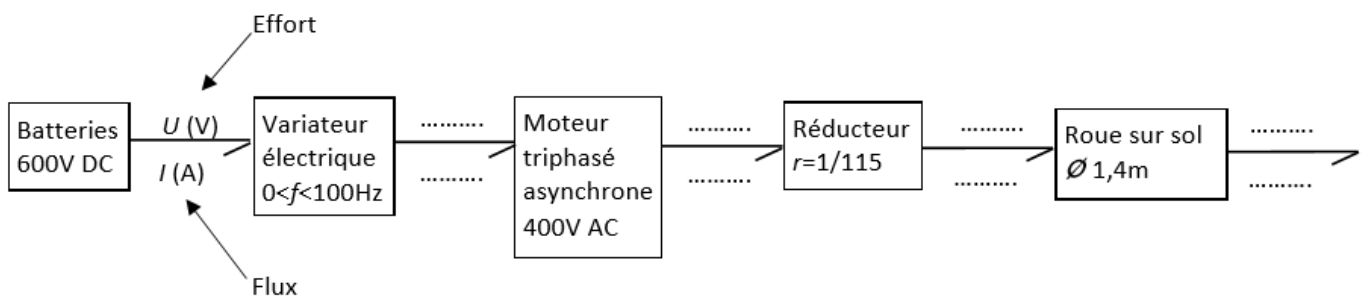 Effort
Batteries
600V DC
U (V)
I (A)
Variateur
électrique
0<f<100Hz
……….
……….
Moteur
triphasé
asynchrone
400V AC
……….
……….
Réducteur
r=1/115
……….
……….
Roue sur sol
Ø 1,4m
……….
……….
Flux